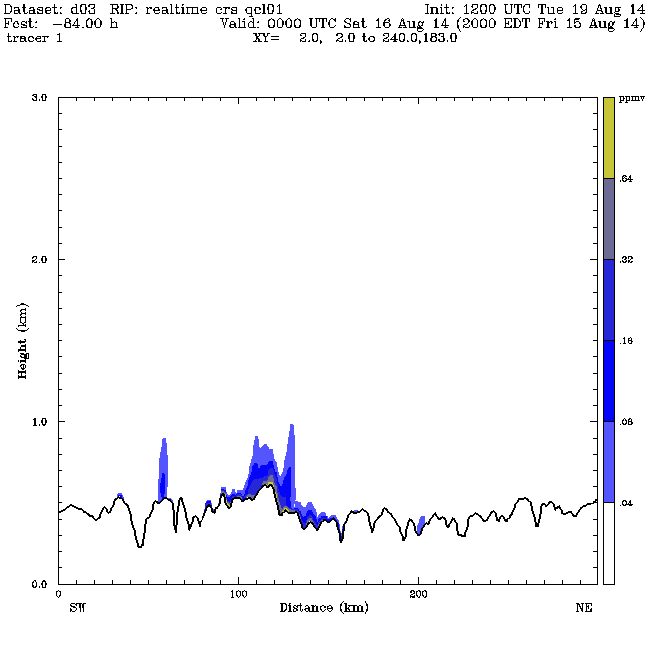 Dataset: d03 RIP: realtime crs qcl01 Init: 1200 UTC Tue 19 Aug 14
Fcst: -84.00 h Valid: 0000 UTC Sat 16 Aug 14 (2000 EDT Fri 15 Aug 14)
tracer 1 XY= 2.0, 2.0 to 240.0,183.0
ppmv
3.0
.64
2.0
.32
.16
Height (km)
1.0
.08
.04
0.0
0 100 200
SW Distance (km) NE